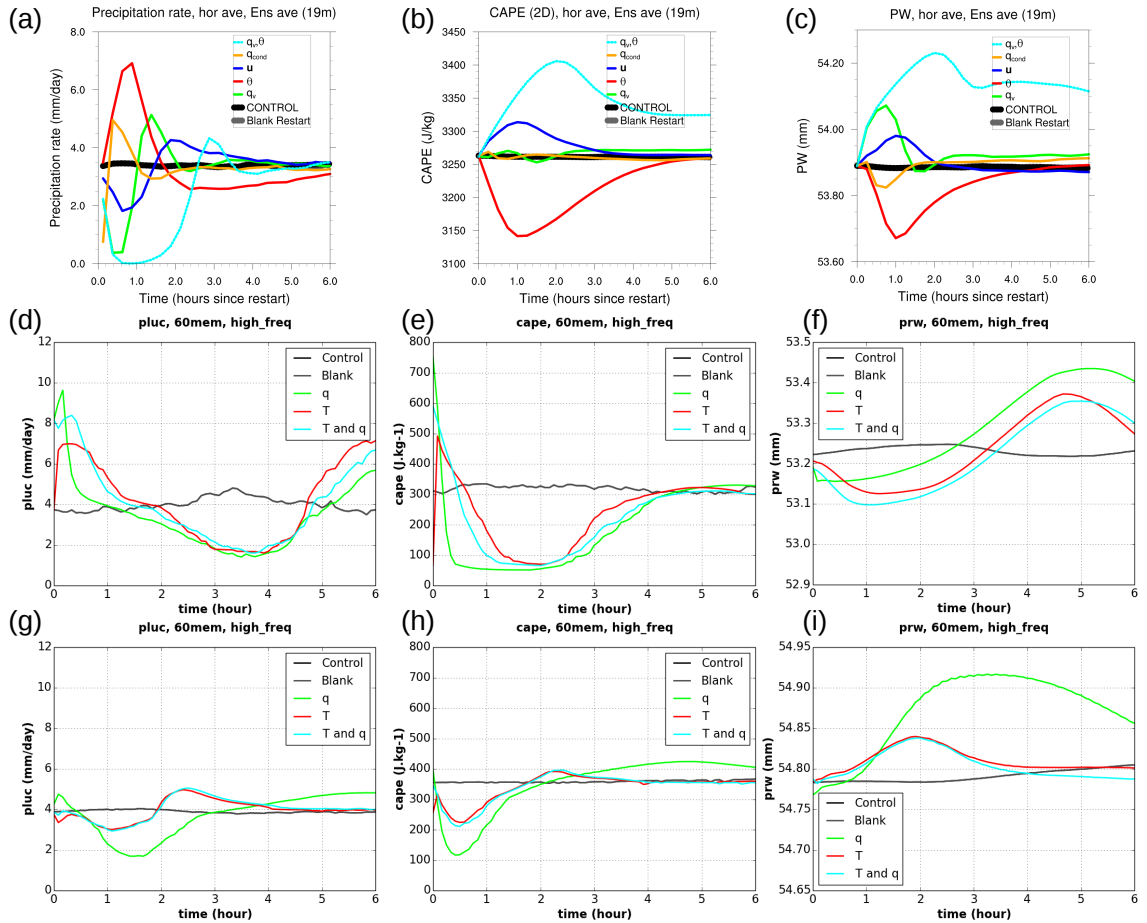 (a)
Precipitation rate, hor ave, Ens ave (19m)
8.0
6.0
4.0
2.0
0.0
Precipitation rate (mm/day)
qv,θ
qcond
u
θ
qv
CONTROL
Blank Restart
0.0 1.0 2.0 3.0 4.0 5.0 6.0
Time (hours since restart)
(b)
CAPE (2D), hor ave, Ens ave (19m)
3450
3400
3350
3300
3250
3200
3150
3100
CAPE (J/kg)
qv,θ
qcond
u
θ
qv
CONTROL
Blank Restart
0.0 1.0 2.0 3.0 4.0 5.0 6.0
Time (hours since restart)
(c)
PW, hor ave, Ens ave (19m)
54.20
54.00
53.80
53.60
PW (mm)
qv,θ
qcond
u
θ
qv
CONTROL
Blank Restart
0.0 1.0 2.0 3.0 4.0 5.0 6.0
Time (hours since restart)
(d)
pluc, 60mem, high_freq
12
10
8
6
4
2
0
pluc (mm/day)
Control
Blank
q
T
T and q
0 1 2 3 4 5 6
time (hour)
(e)
cape, 60mem, high_freq
800
700
600
500
400
300
200
100
0
cape (J.kg-1)
Control
Blank
q
T
T and q
0 1 2 3 4 5 6
time (hour)
(f)
prw, 60mem, high_freq
53.5
53.4
53.3
53.2
53.1
53.0
52.9
prw (mm)
Control
Blank
q
T
T and q
0 1 2 3 4 5 6
time (hour)
(g)
pluc, 60mem, high_freq
12
10
8
6
4
2
0
pluc (mm/day)
Control
Blank
q
T
T and q
0 1 2 3 4 5 6
time (hour)
(h)
cape, 60mem, high_freq
800
700
600
500
400
300
200
100
0
cape (J.kg-1)
Control
Blank
q
T
T and q
0 1 2 3 4 5 6
time (hour)
(i)
prw, 60mem, high_freq
54.95
54.90
54.85
54.80
54.75
54.70
54.65
prw (mm)
Control
Blank
q
T
T and q
0 1 2 3 4 5 6
time (hour)